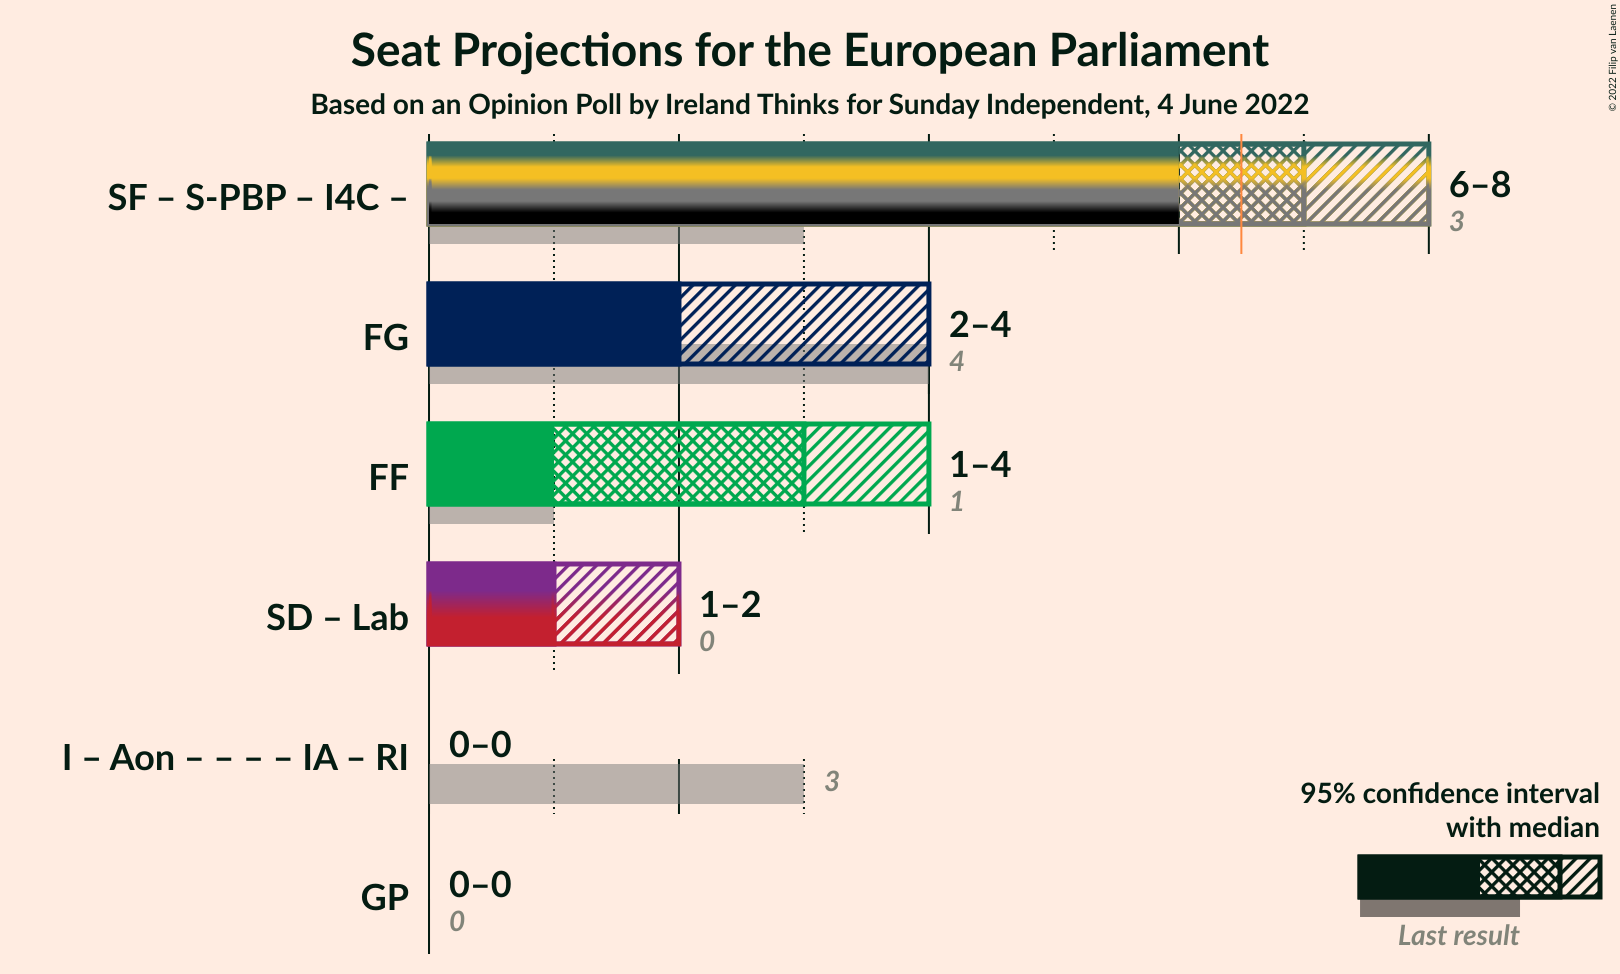 Seat Projections for the European Parliament
Based on an Opinion Poll by Ireland Thinks for Sunday Independent, 4 June 2022
© 2022 Filip van Laenen
SF – S-PBP – I4C –
6–8
3
FG
2–4
4
FF
1–4
1
SD – Lab
1–2
0
I – Aon – – – – IA – RI
0–0
3
GP
0–0
0
95% confidence interval
with median
Last result